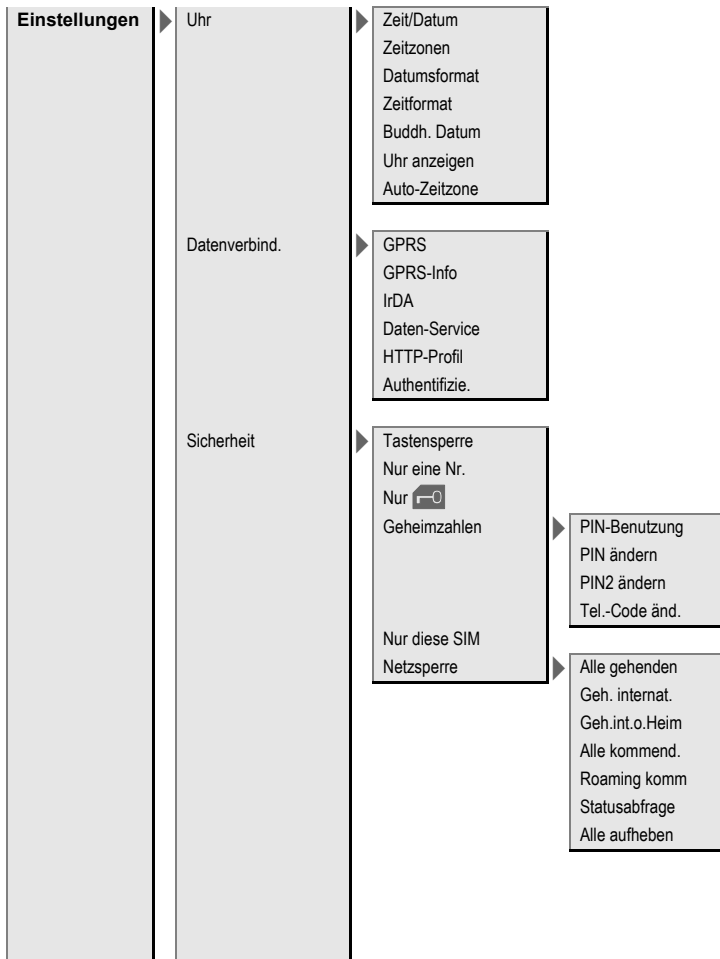 Einstellungen
Uhr
Zeit/Datum
Zeitzonen
Datumsformat
Zeitformat
Buddh. Datum
Uhr anzeigen
Auto-Zeitzone
Datenverbind.
GPRS
GPRS-Info
IrDA
Daten-Service
HTTP-Profil
Authentifizie.
Sicherheit
Tastensperre
Nur eine Nr.
Nur
Geheimzahlen
PIN-Benutzung
PIN ändern
PIN2 ändern
Tel.-Code änd.
Nur diese SIM
Netzsperre
Alle gehenden
Geh. internat.
Geh.int.o.Heim
Alle kommend.
Roaming komm
Statusabfrage
Alle aufheben